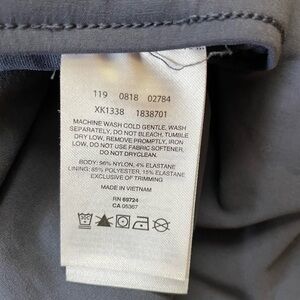 119 0818 02784
XK1338 1838701
MACHINE WASH COLD GENTLE, WASH
SEPARATELY, DO NOT BLEACH, TUMBLE
DRY LOW, REMOVE PROMPTLY, IRON
LOW, DO NOT USE FABRIC SOFTENER,
DO NOT DRYCLEAN.
BODY: 96% NYLON, 4% ELASTANE
LINING: 85% POLYESTER, 15% ELASTANE
EXCLUSIVE OF TRIMMING
MADE IN VIETNAM
RN 69724
CA 05367